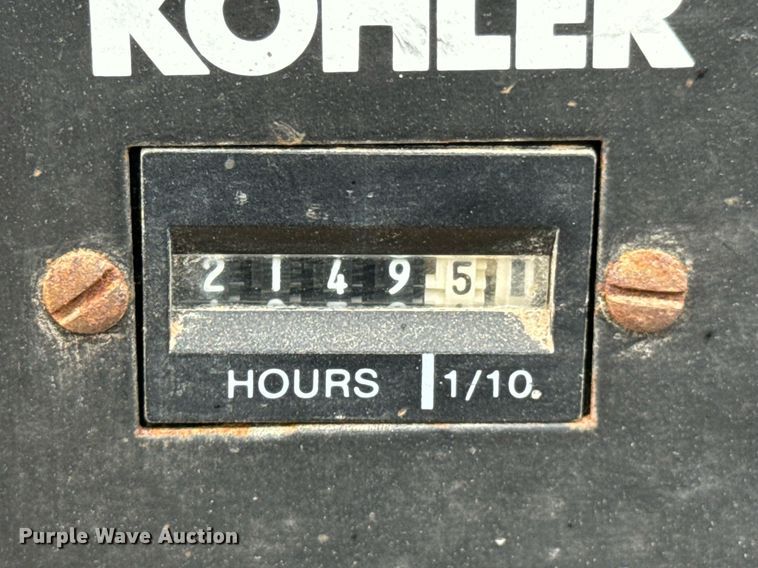 KOHLER
2 1 4 9 5
HOURS 1/10
Purple Wave Auction